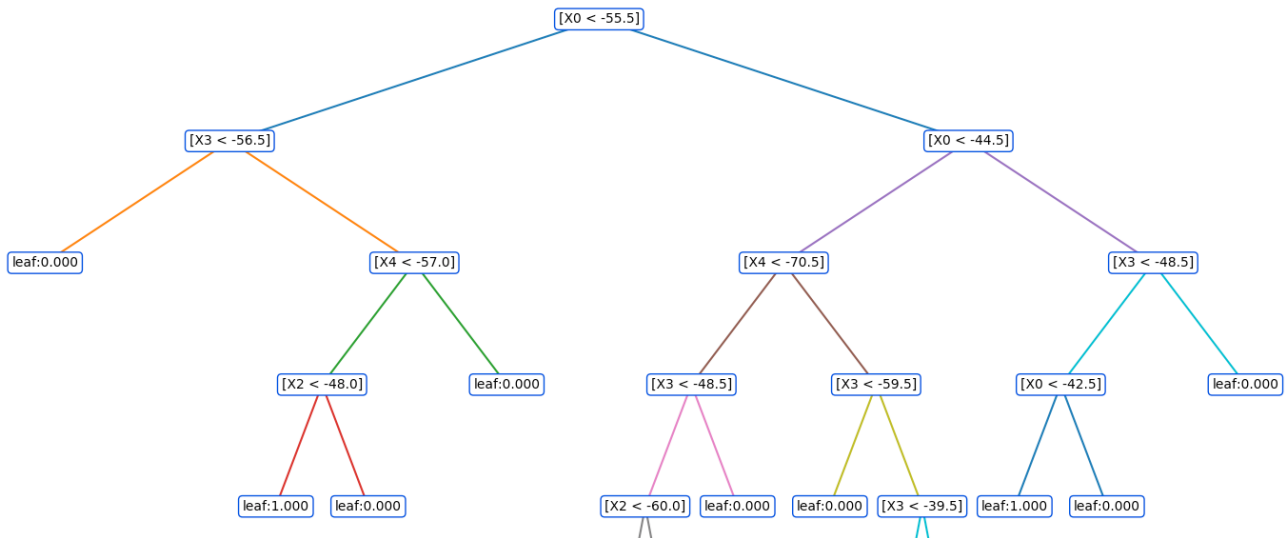 [X0 < -55.5]
[X3 < -56.5]
[X0 < -44.5]
leaf:0.000
[X4 < -57.0]
[X4 < -70.5]
[X3 < -48.5]
[X2 < -48.0]
leaf:0.000
[X3 < -48.5]
[X3 < -59.5]
[X0 < -42.5]
leaf:0.000
leaf:1.000
leaf:0.000
[X2 < -60.0]
leaf:0.000
leaf:0.000
[X3 < -39.5]
leaf:1.000
leaf:0.000